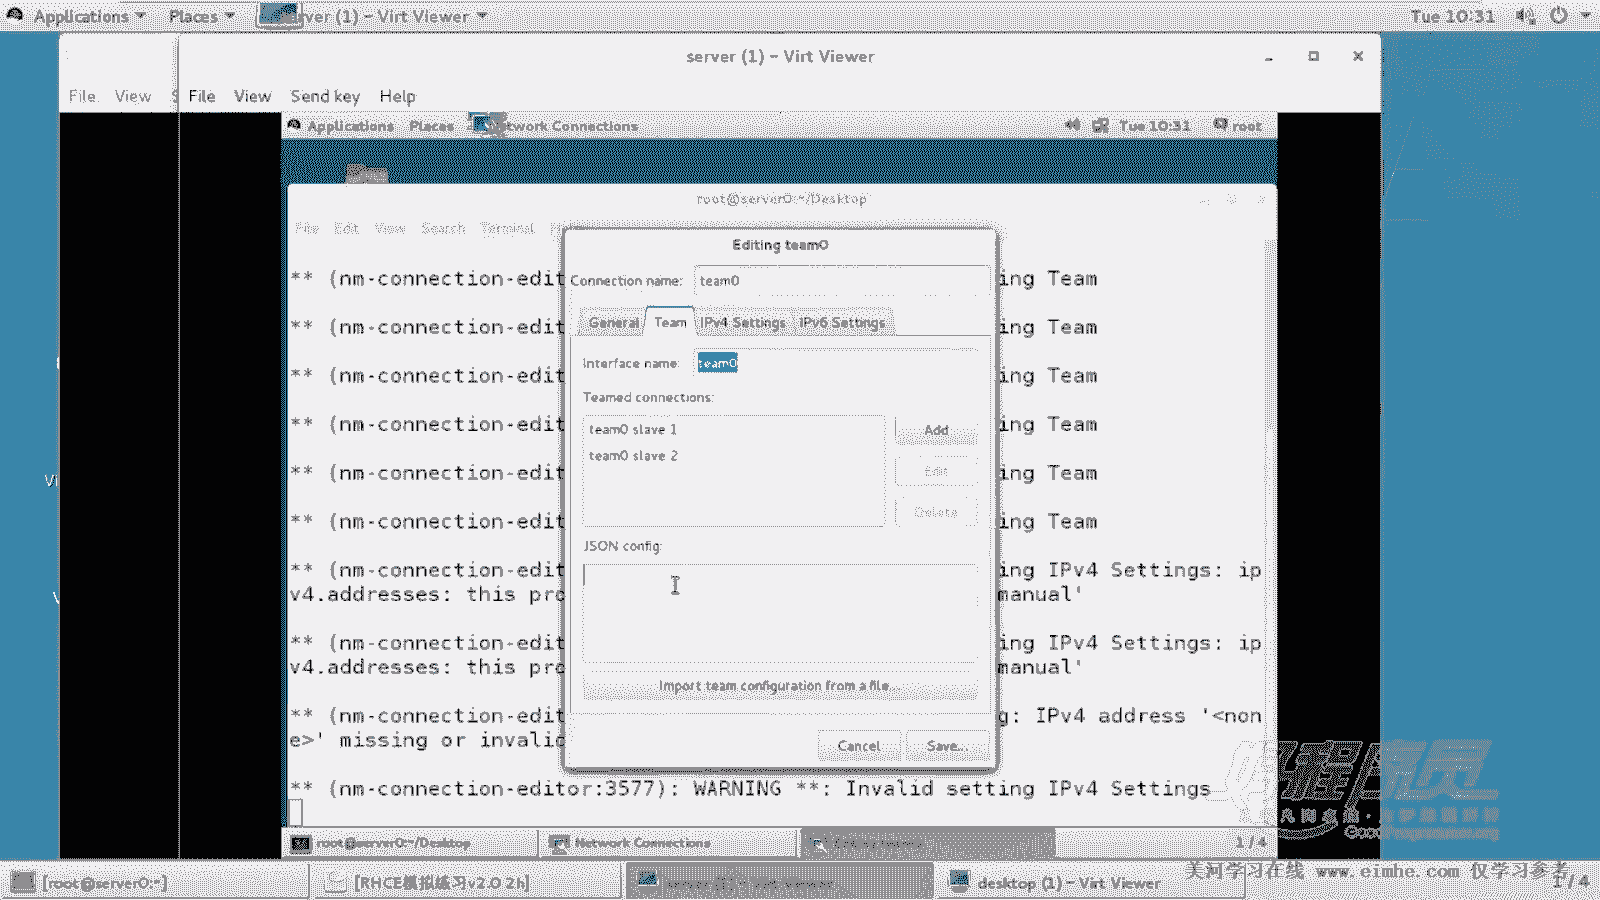 Applications Places server (1) – Virt Viewer Tue 10:31
server (1) – Virt Viewer
File View File View Send key Help
Applications Places Network Connections Tue 10:31 root
root@server0:~/Desktop
File Edit View Search Terminal
Editing team0
Connection name: team0
General Team IPv4 Settings IPv6 Settings
Interface name: team0
Teamed connections:
team0 slave 1
team0 slave 2
Add
Edit
Delete
JSON config:
Import team configuration from a file...
Cancel Save...
** (nm-connection-edit ing Team
** (nm-connection-edit ing Team
** (nm-connection-edit ing Team
** (nm-connection-edit ing Team
** (nm-connection-edit ing Team
** (nm-connection-edit ing Team
** (nm-connection-edit ing IPv4 Settings: ip
v4.addresses: this pro manual'
** (nm-connection-edit ing IPv4 Settings: ip
v4.addresses: this pro manual'
** (nm-connection-edit g: IPv4 address '<non
e>' missing or invalid
** (nm-connection-editor:3577): WARNING **: Invalid setting IPv4 Settings
root@server0:~/Desktop Network Connections 1 / 4
[root@server0:~] [RHCE模拟练习v2.0 2h] server (1) – Virt Viewer desktop (1) – Virt Viewer 1 / 4
美河学习在线 www.eimhe.com 仅学习参考